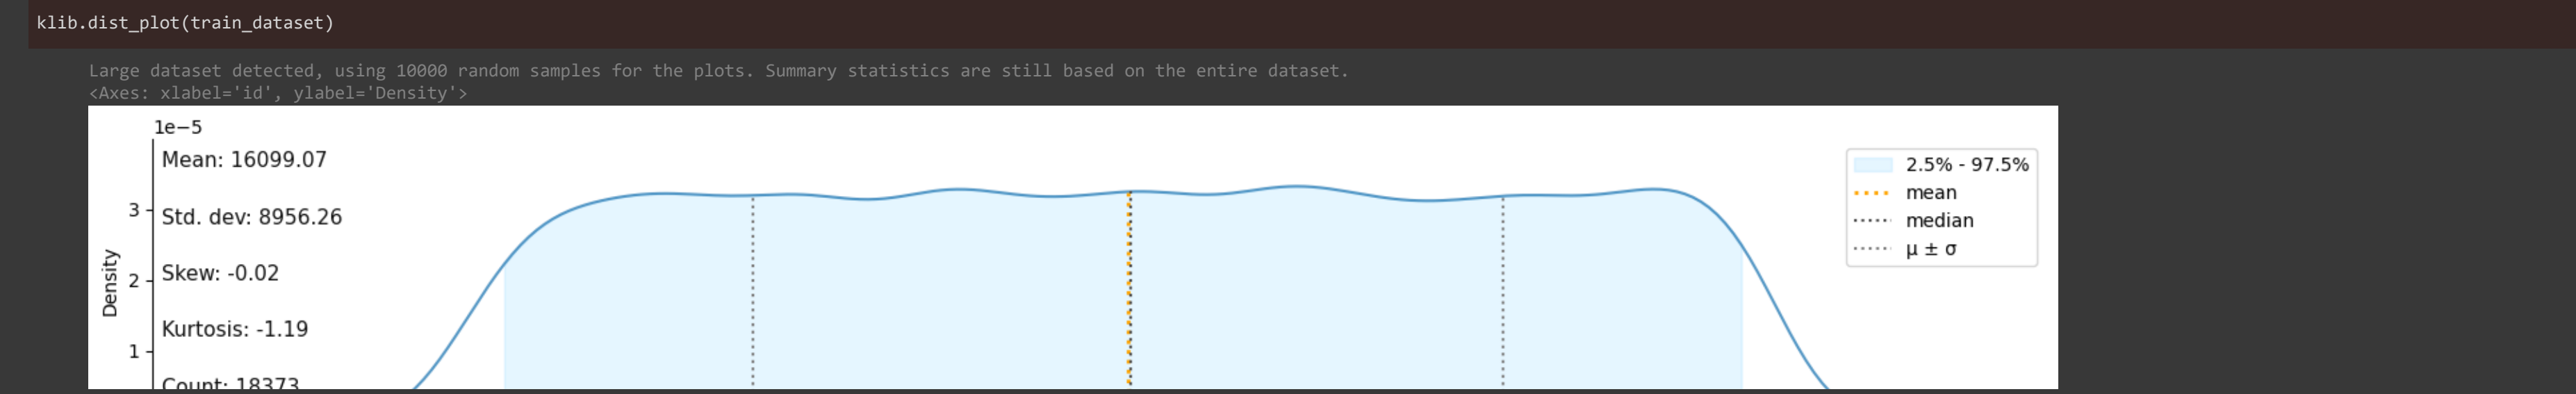 klib.dist_plot(train_dataset)
Large dataset detected, using 10000 random samples for the plots. Summary statistics are still based on the entire dataset.
<Axes: xlabel='id', ylabel='Density'>
1e−5
Mean: 16099.07
Std. dev: 8956.26
Skew: -0.02
Kurtosis: -1.19
Count: 18373
3
2
1
Density
2.5% - 97.5%
mean
median
μ ± σ